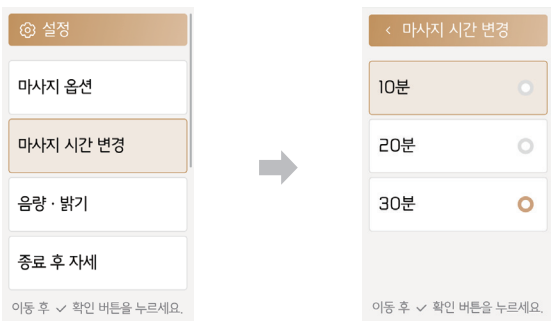 설정
마사지 옵션
마사지 시간 변경
음량 · 밝기
종료 후 자세
이동 후 ✓ 확인 버튼을 누르세요.
< 마사지 시간 변경
10분
20분
30분
이동 후 ✓ 확인 버튼을 누르세요.